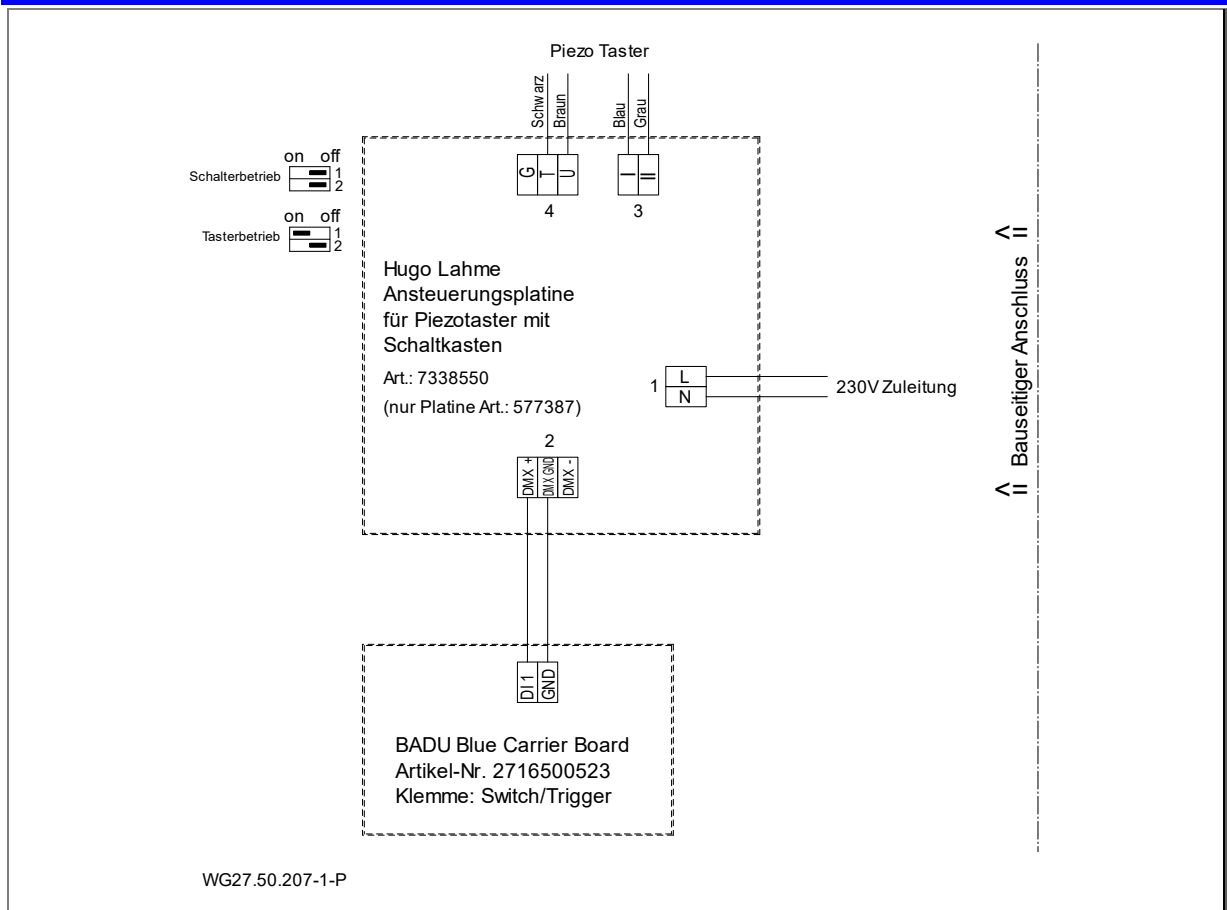 Piezo Taster
Schwarz
Braun
Blau
Grau
on off
Schalterbetrieb
1
2
G T U
I II
4
3
on off
Tasterbetrieb
1
2
Hugo Lahme
Ansteuerungsplatine
für Piezotaster mit
Schaltkasten
Art.: 7338550
(nur Platine Art.: 577387)
1
L
N
230V Zuleitung
<= Bauseitiger Anschluss <=
2
DMX +
DMX GND
DMX -
DI 1
GND
BADU Blue Carrier Board
Artikel-Nr. 2716500523
Klemme: Switch/Trigger
WG27.50.207-1-P